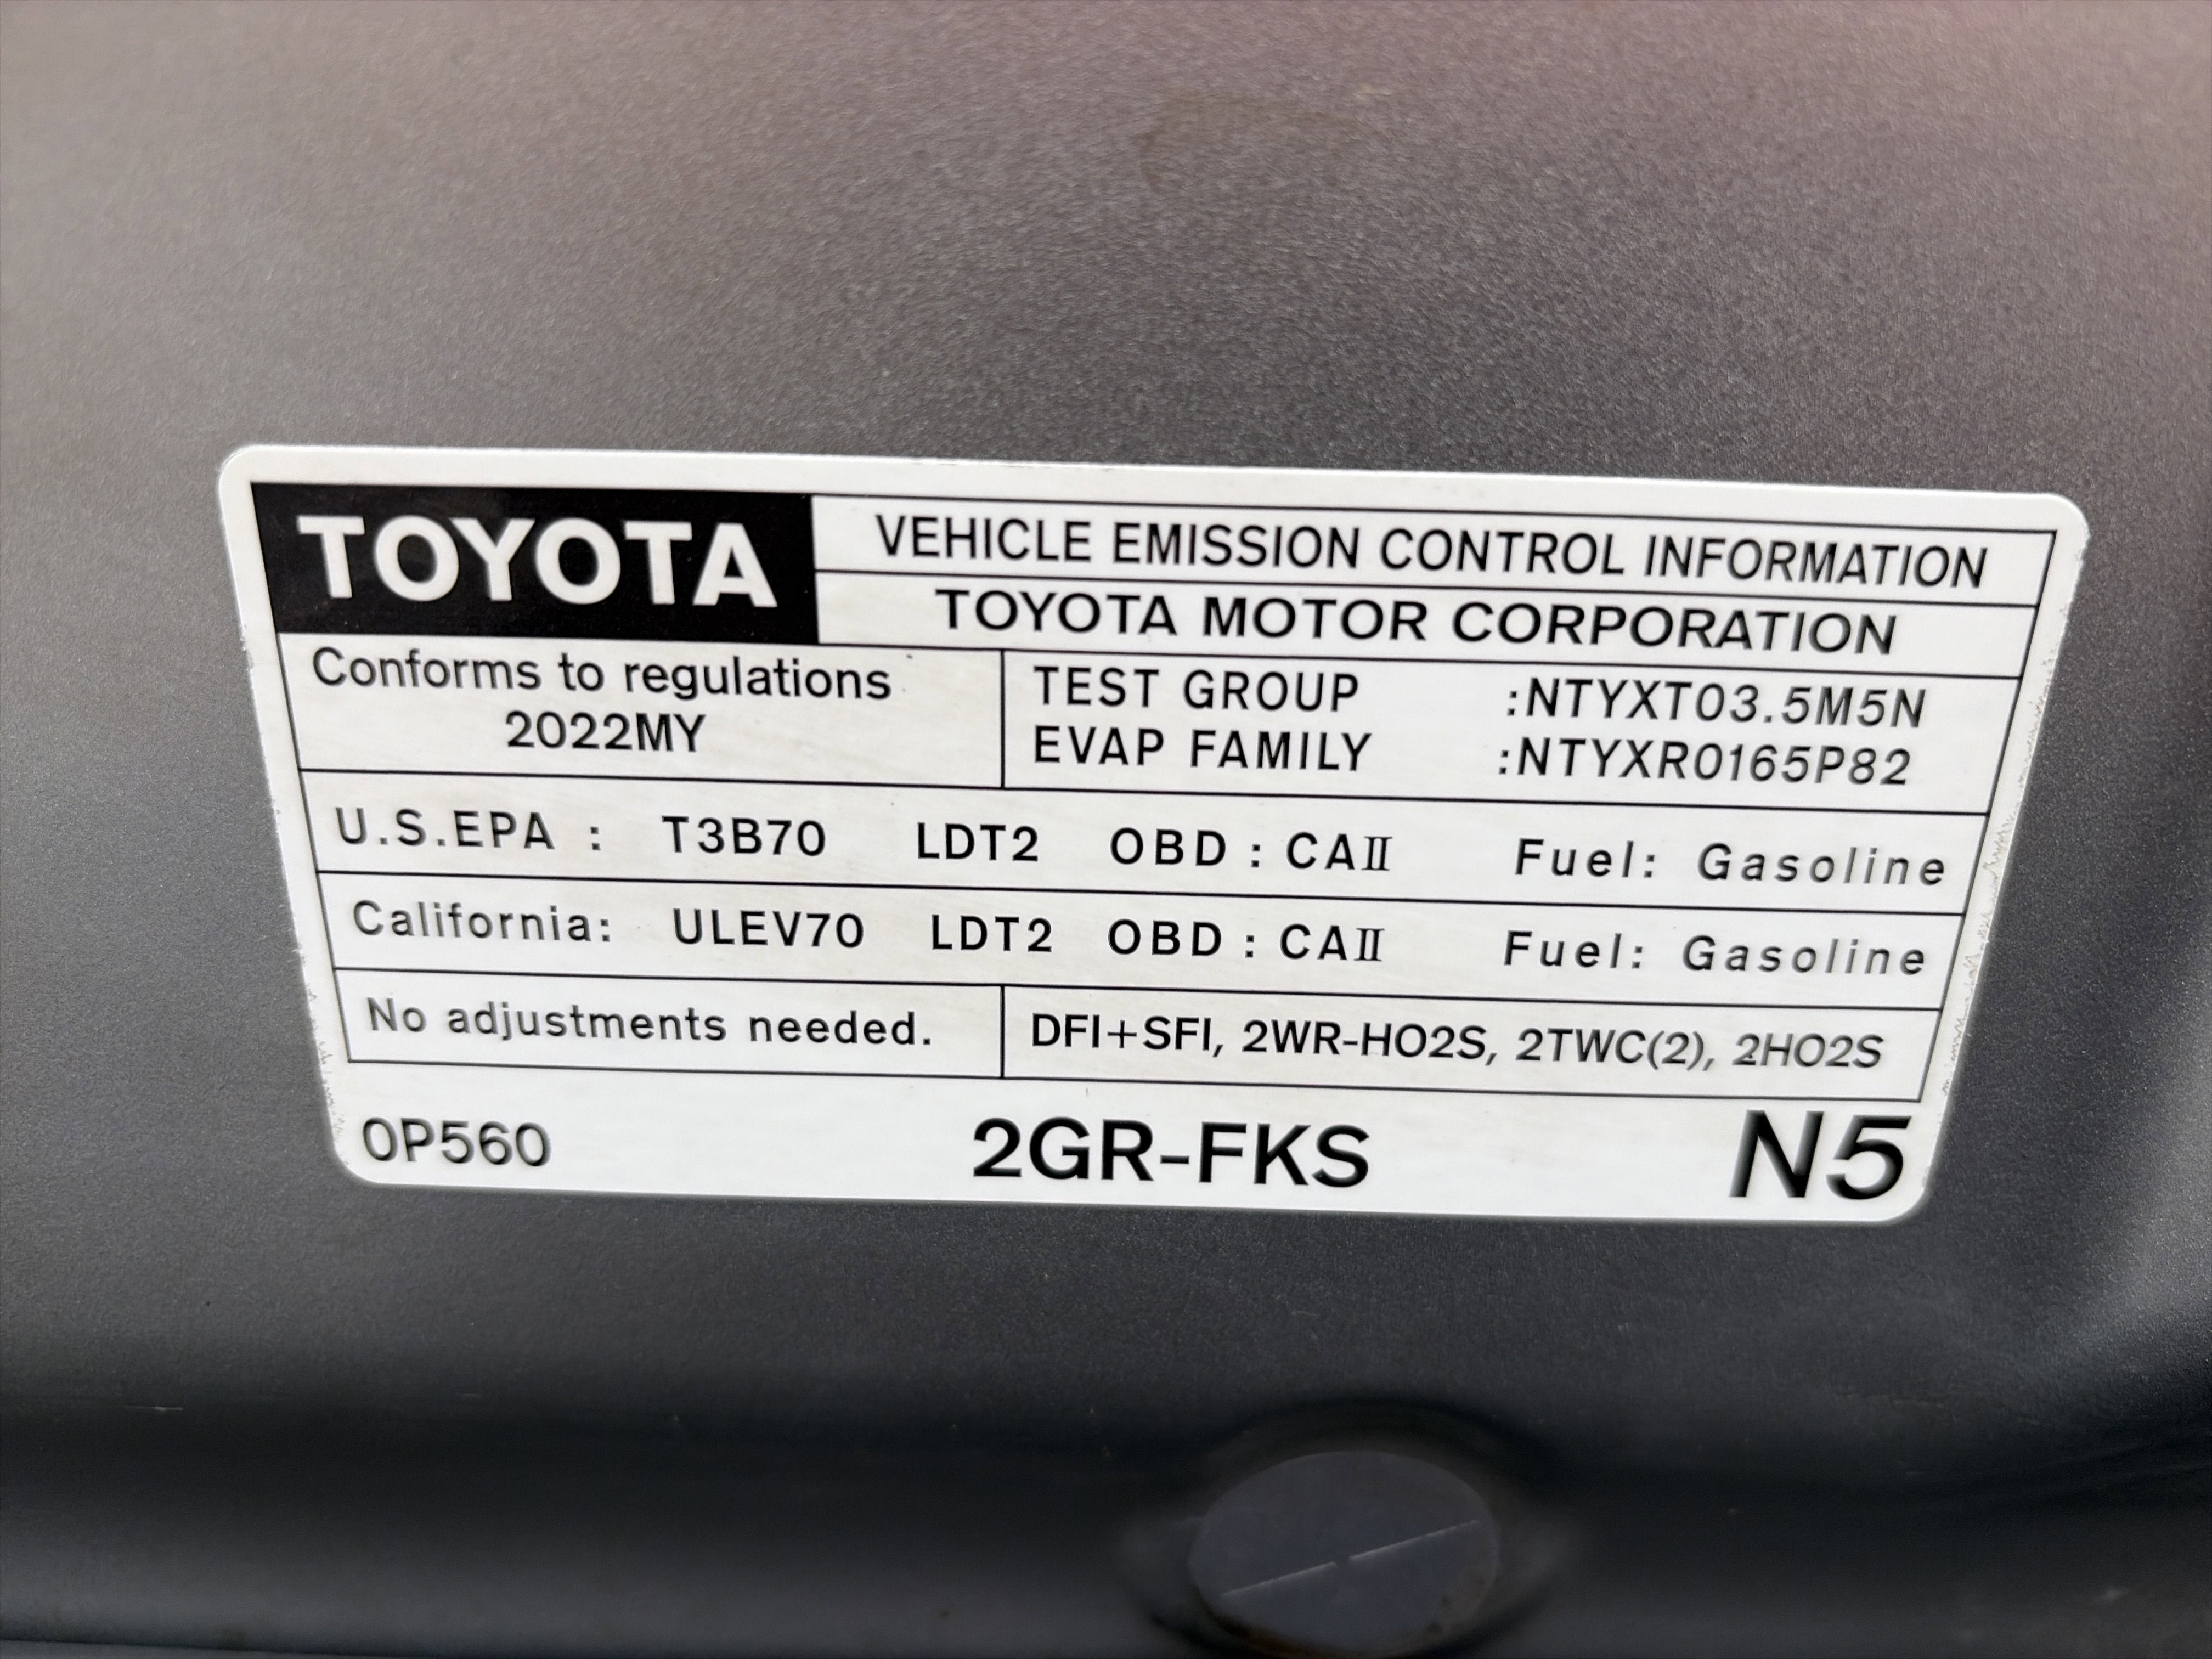 TOYOTA
VEHICLE EMISSION CONTROL INFORMATION
TOYOTA MOTOR CORPORATION
Conforms to regulations
2022MY
TEST GROUP :NTYXT03.5M5N
EVAP FAMILY :NTYXR0165P82
U.S.EPA : T3B70 LDT2 OBD : CAⅡ Fuel: Gasoline
California: ULEV70 LDT2 OBD : CAⅡ Fuel: Gasoline
No adjustments needed.
DFI+SFI, 2WR-HO2S, 2TWC(2), 2HO2S
0P560 2GR-FKS N5